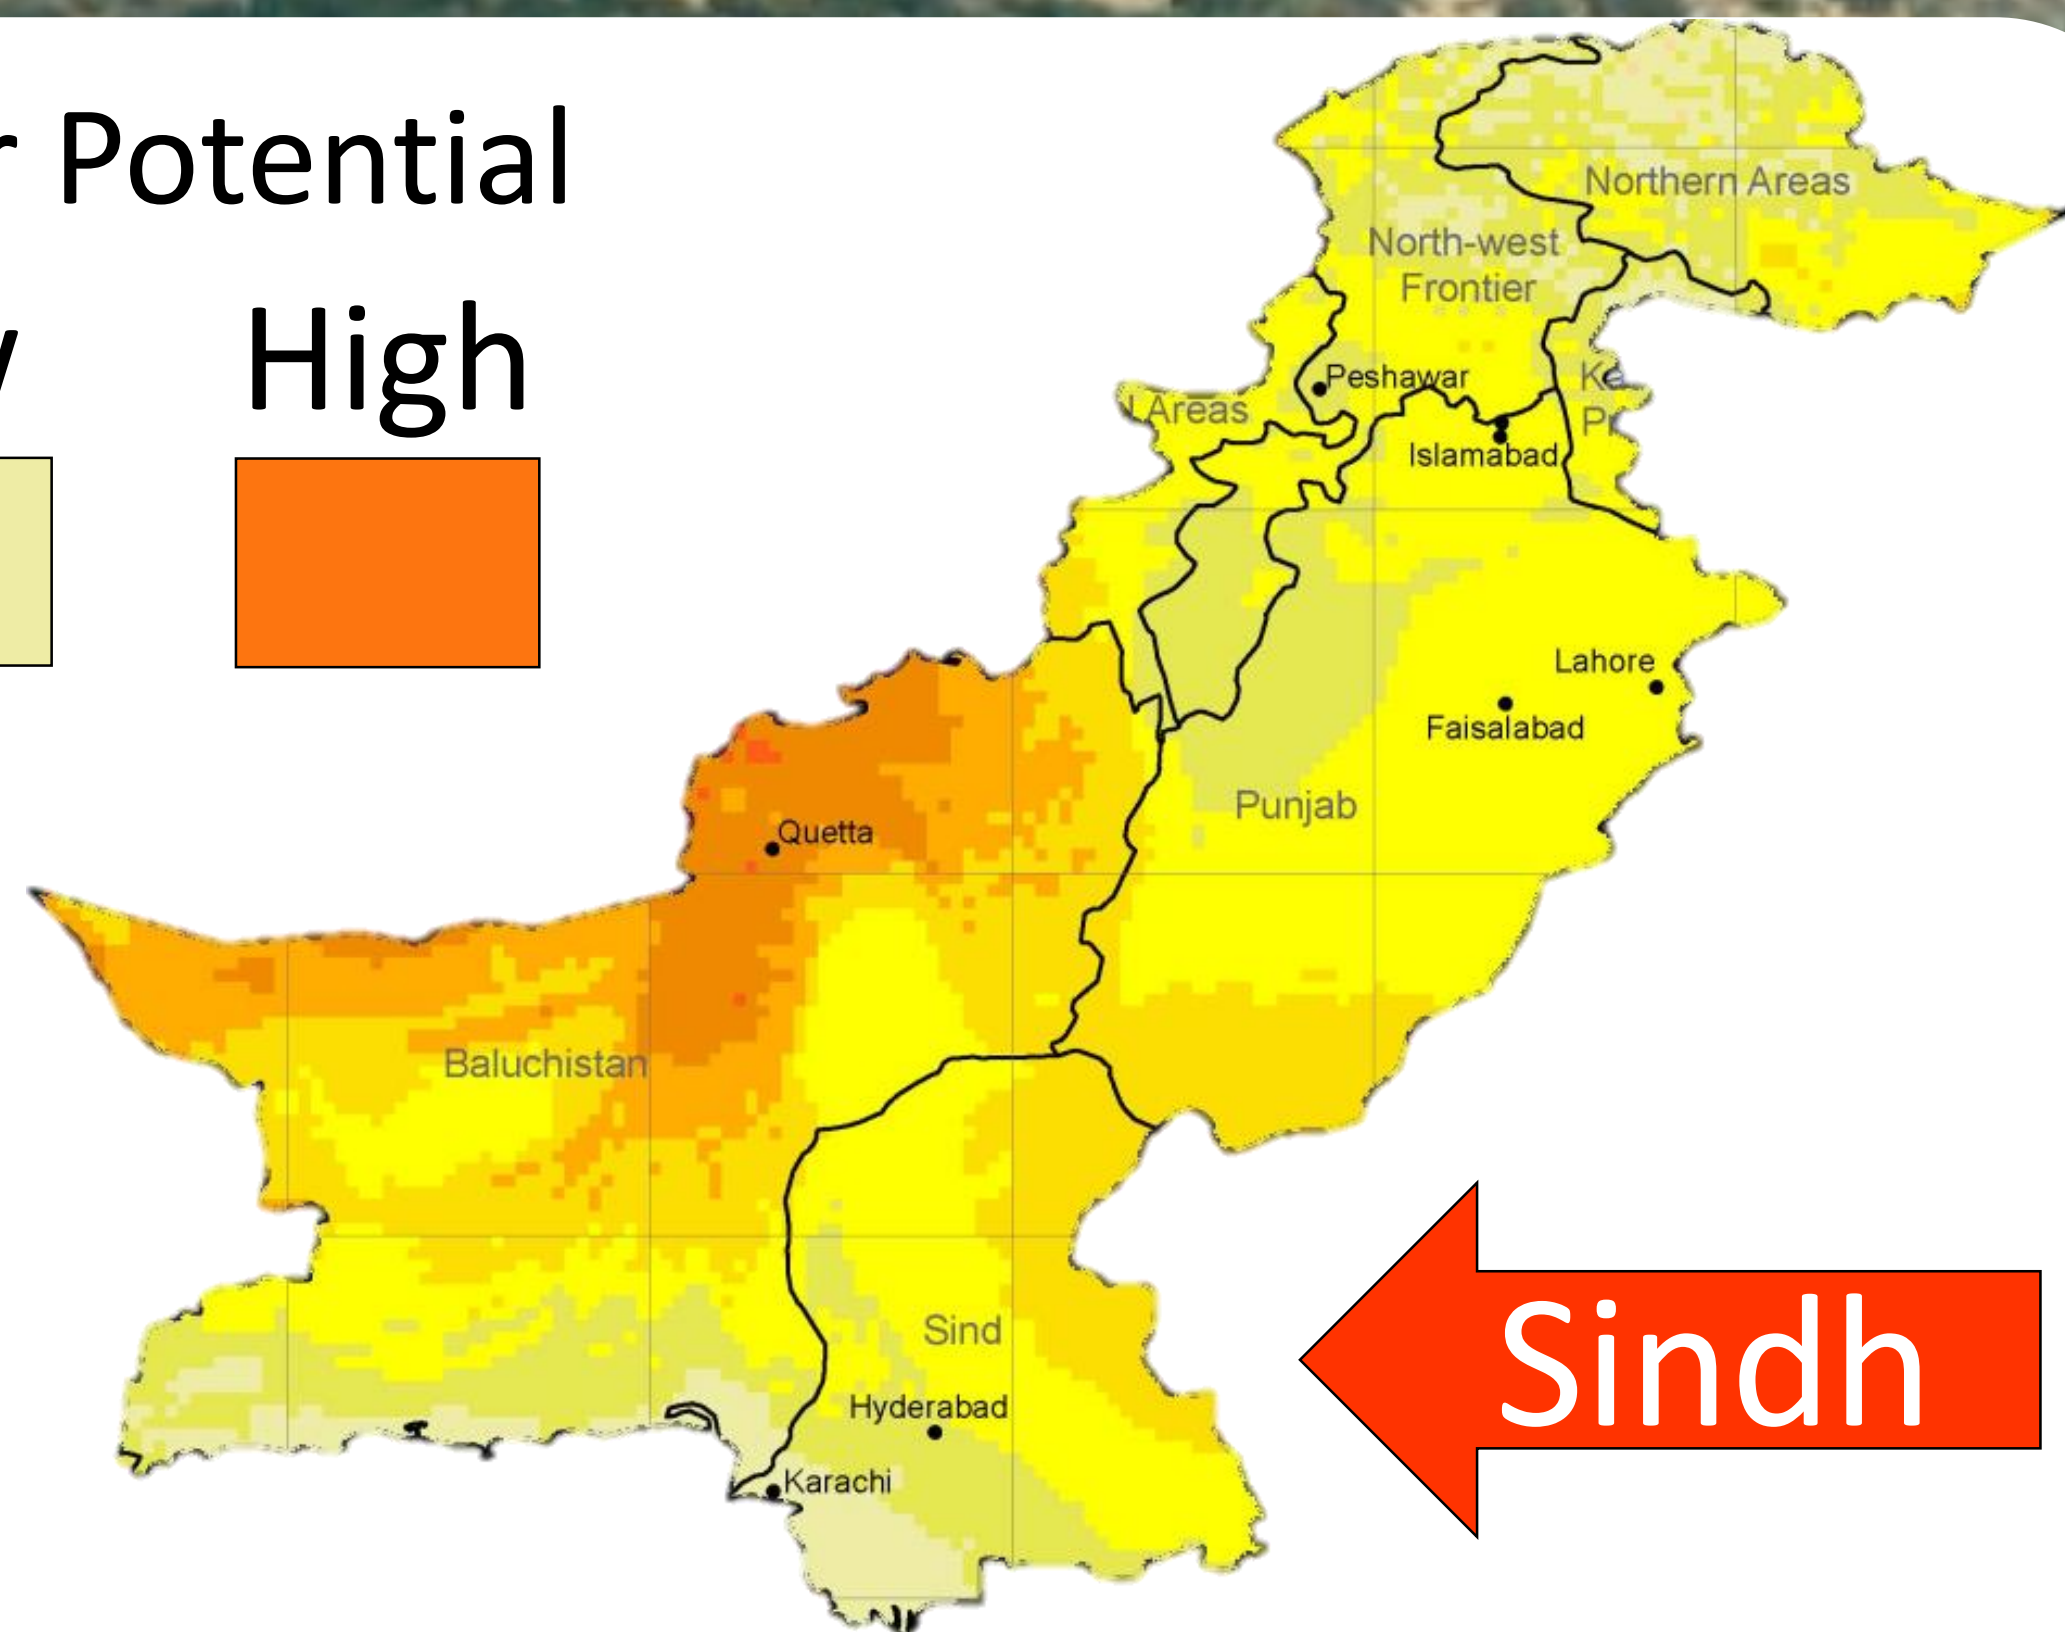 r Potential
High
Northern Areas
North-west
Frontier
Peshawar
Areas
Islamabad
Lahore
Faisalabad
Punjab
Quetta
Baluchistan
Sind
Sindh
Hyderabad
Karachi